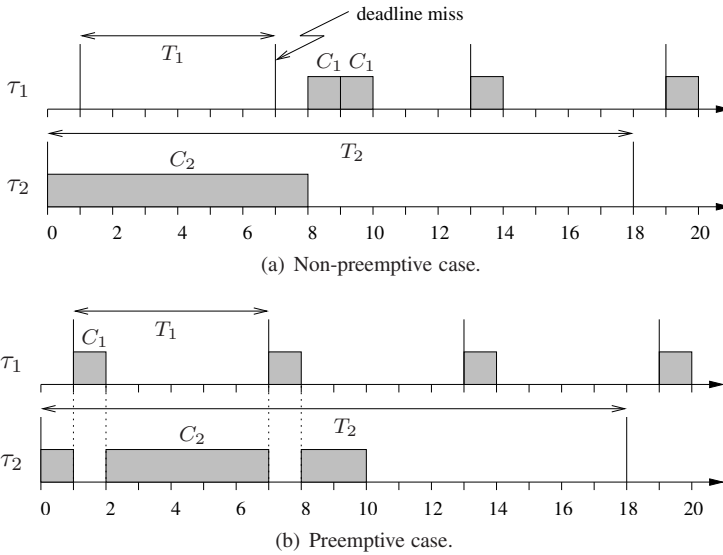 deadline miss
T₁
C₁ C₁
τ₁
T₂
C₂
τ₂
0 2 4 6 8 10 12 14 16 18 20
(a) Non-preemptive case.
C₁ T₁
τ₁
C₂ T₂
τ₂
0 2 4 6 8 10 12 14 16 18 20
(b) Preemptive case.